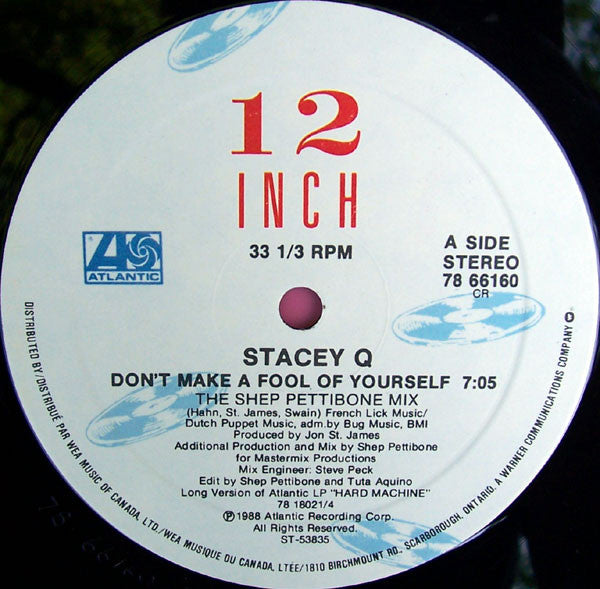 12
INCH
33 1/3 RPM
ATLANTIC
A SIDE
STEREO
78 66160
CR
STACEY Q
DON'T MAKE A FOOL OF YOURSELF 7:05
THE SHEP PETTIBONE MIX
(Hahn, St. James, Swain) French Lick Music/
Dutch Puppet Music, adm.by Bug Music, BMI
Produced by Jon St. James
Additional Production and Mix by Shep Pettibone
for Mastermix Productions
Mix Engineer: Steve Peck
Edit by Shep Pettibone and Tuta Aquino
Long Version of Atlantic LP "HARD MACHINE"
78 18021/4
Ⓟ1988 Atlantic Recording Corp.
All Rights Reserved.
ST-53835
DISTRIBUTED BY/DISTRIBUÉ PAR WEA MUSIC OF CANADA, LTD./WEA MUSIQUE DU CANADA, LTÉE/1810 BIRCHMOUNT RD., SCARBOROUGH, ONTARIO, A WARNER COMMUNICATIONS COMPANY